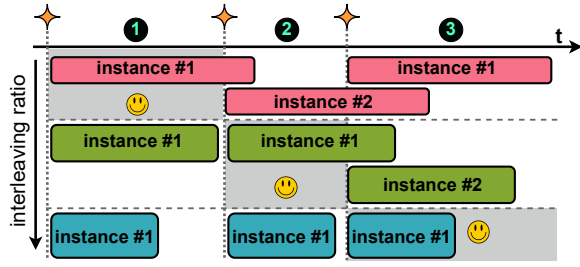 1 2 3
t
instance #1 instance #1
instance #2
instance #1 instance #1
instance #2
instance #1 instance #1 instance #1
interleaving ratio